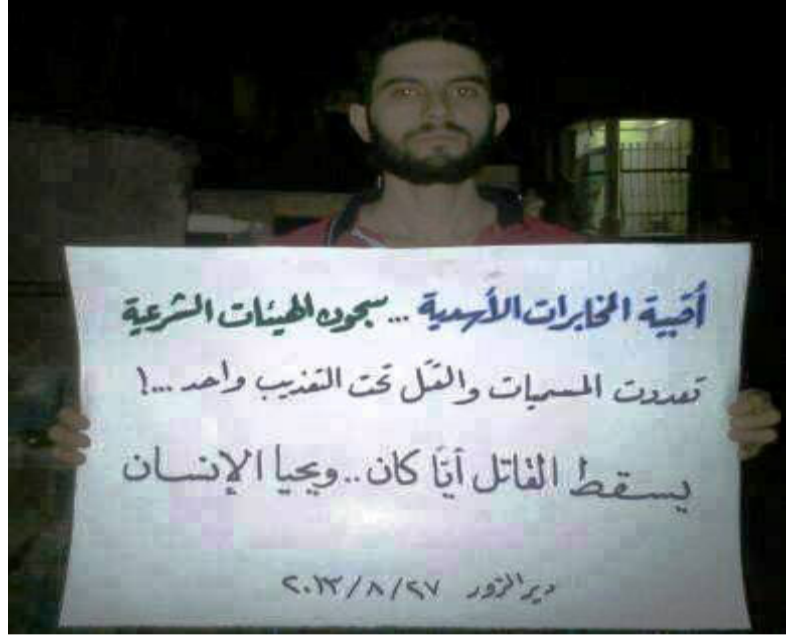 أقبية المخابرات الأسدية ... سجون الهيئات الشرعية
تعددت المسميات والقتل تحت التعذيب واحد ...!
يسقط القاتل أيًا كان .. ويحيا الإنسان
دير الزور ٢٠١٣/٨/٢٧